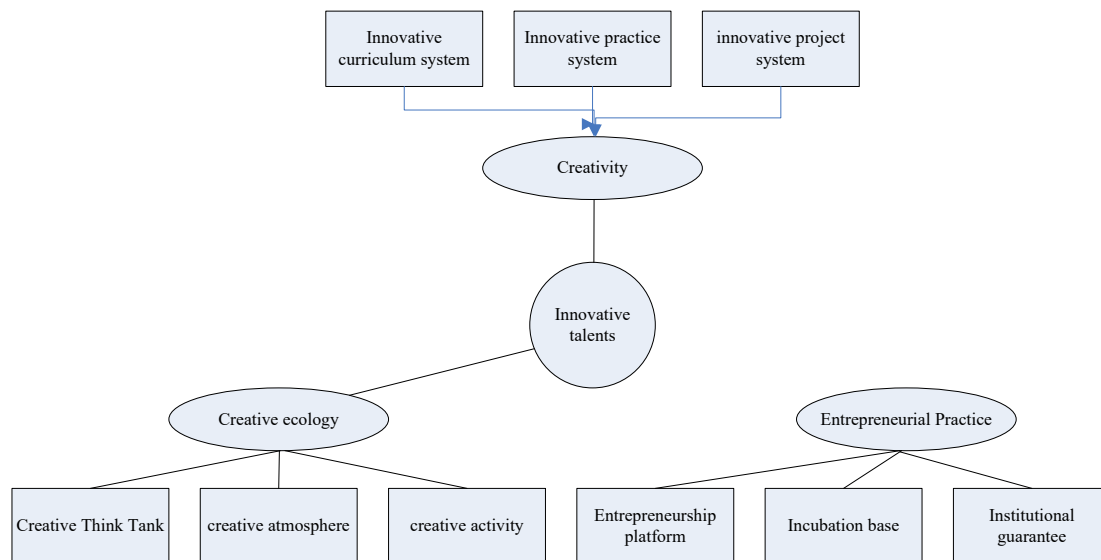 Innovative
curriculum system
Innovative practice
system
innovative project
system
Creativity
Innovative
talents
Creative ecology
Entrepreneurial Practice
Creative Think Tank
creative atmosphere
creative activity
Entrepreneurship
platform
Incubation base
Institutional
guarantee